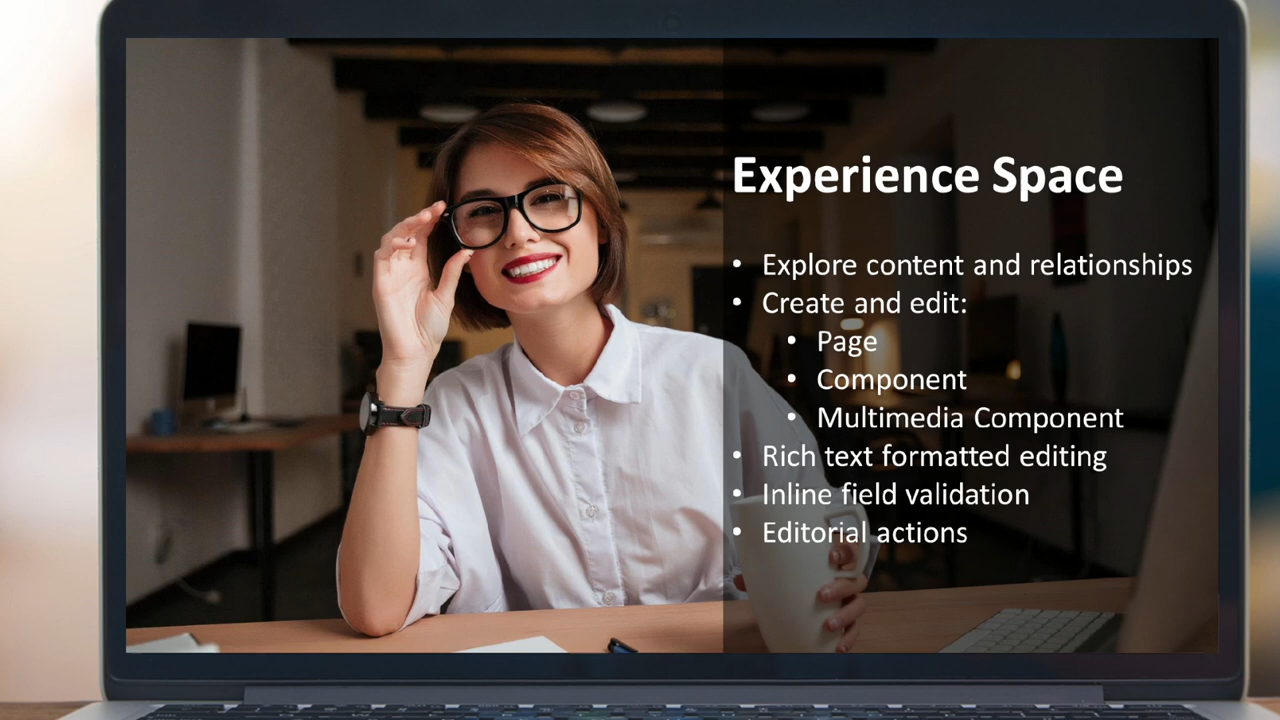 Experience Space
• Explore content and relationships
• Create and edit:
• Page
• Component
• Multimedia Component
• Rich text formatted editing
• Inline field validation
• Editorial actions